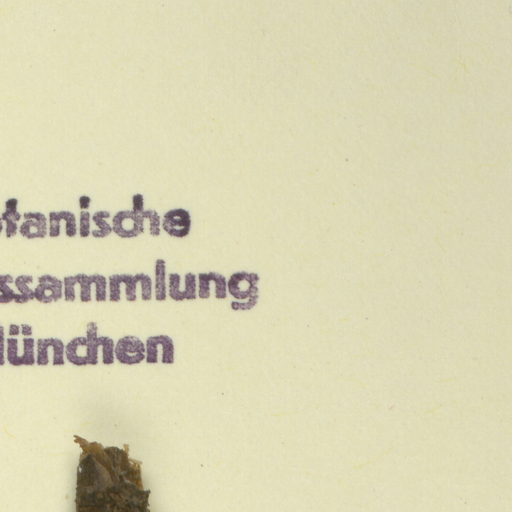 tanische
ssammlung
ünchen